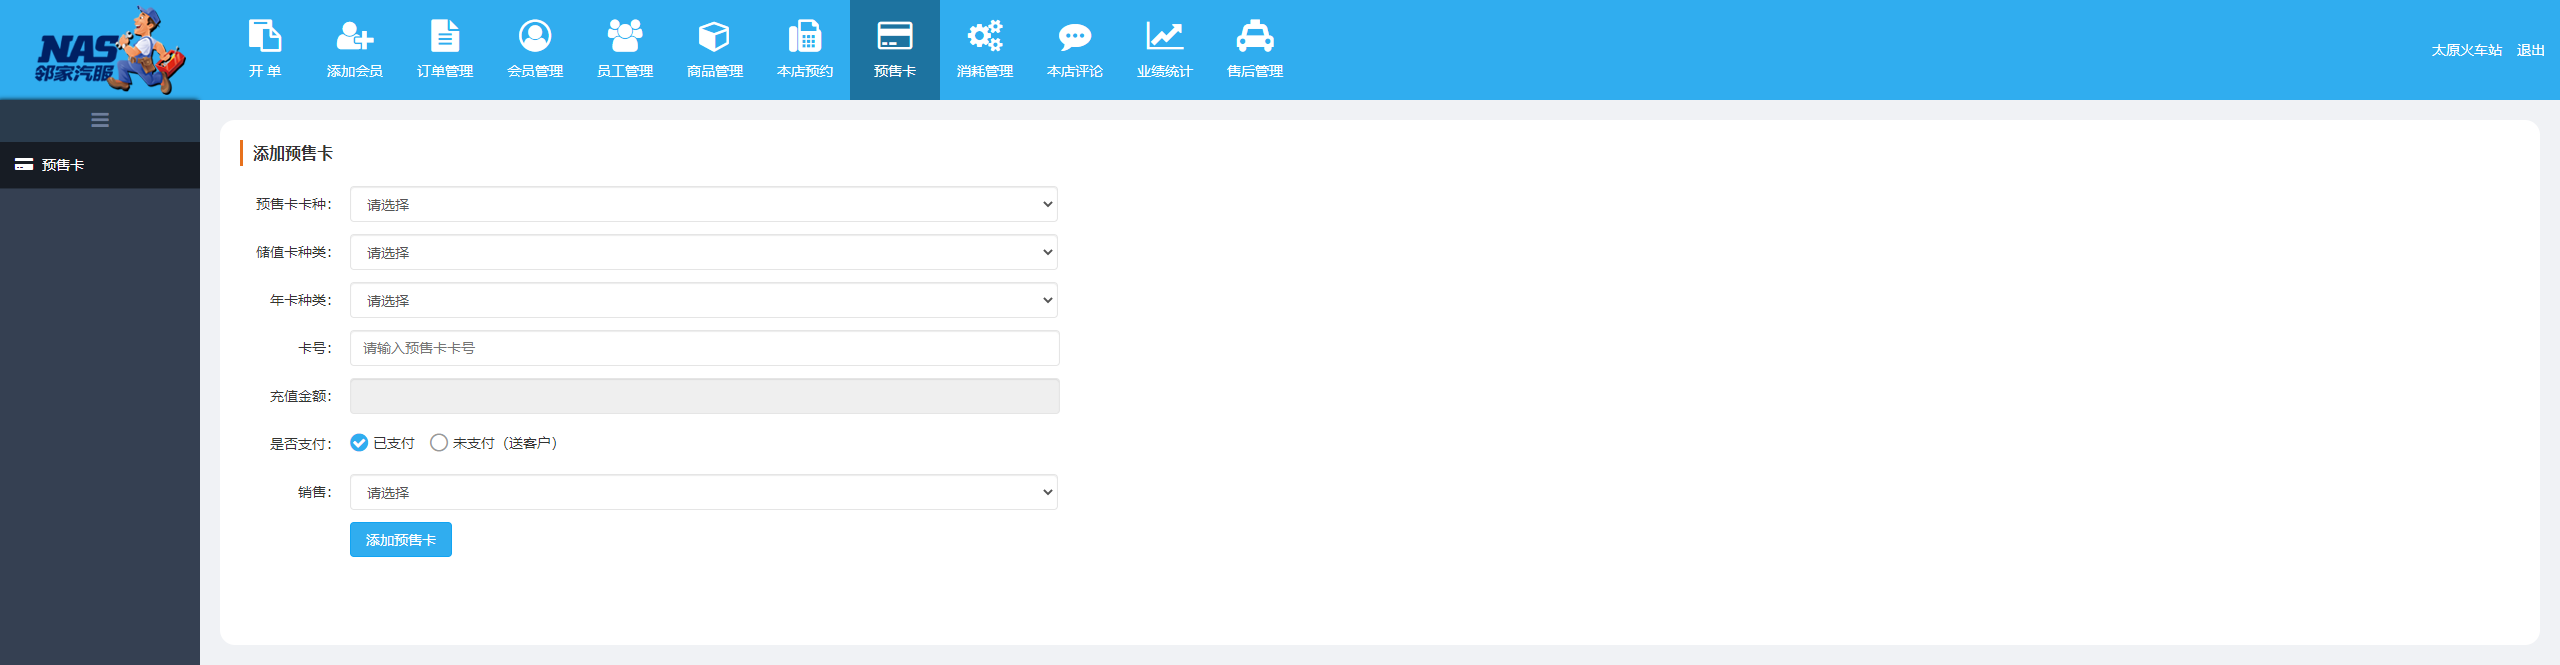 NAS
邻家汽服
开 单
添加会员
订单管理
会员管理
员工管理
商品管理
本店预约
预售卡
消耗管理
本店评论
业绩统计
售后管理
太原火车站 退出
预售卡
添加预售卡
预售卡卡种： 请选择
储值卡种类： 请选择
年卡种类： 请选择
卡号： 请输入预售卡卡号
充值金额：
是否支付： 已支付 未支付（送客户）
销售： 请选择
添加预售卡